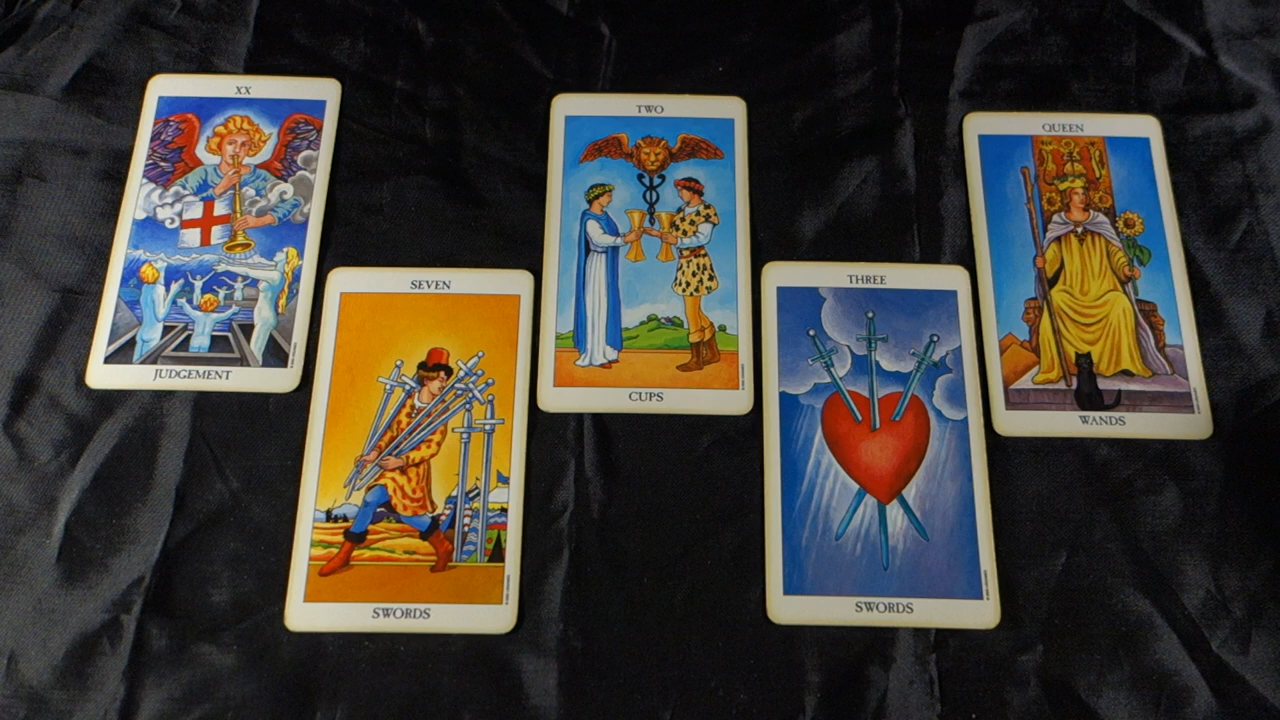 XX
JUDGEMENT
SEVEN
SWORDS
TWO
CUPS
THREE
SWORDS
QUEEN
WANDS